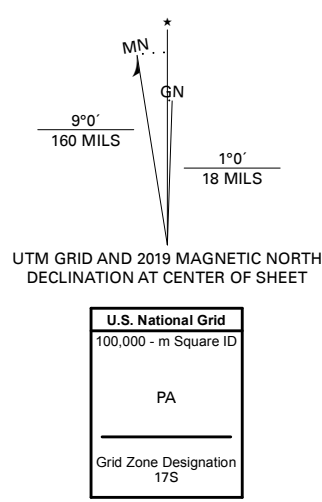 MN
GN
9°0´
160 MILS
1°0´
18 MILS
UTM GRID AND 2019 MAGNETIC NORTH
DECLINATION AT CENTER OF SHEET
U.S. National Grid
100,000 - m Square ID
PA
Grid Zone Designation
17S